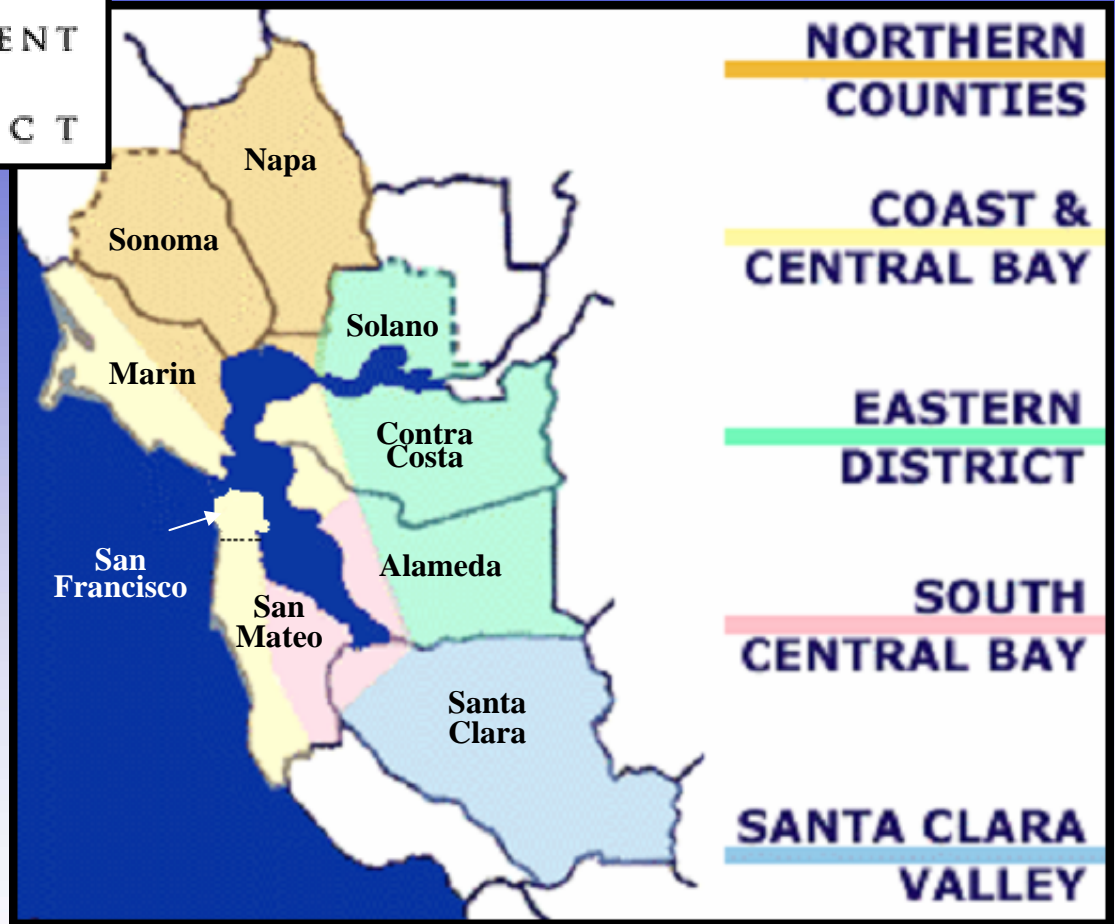 ENT
CT
Napa
Sonoma
Solano
Marin
Contra
Costa
San
Francisco
Alameda
San
Mateo
Santa
Clara
NORTHERN
COUNTIES
COAST &
CENTRAL BAY
EASTERN
DISTRICT
SOUTH
CENTRAL BAY
SANTA CLARA
VALLEY